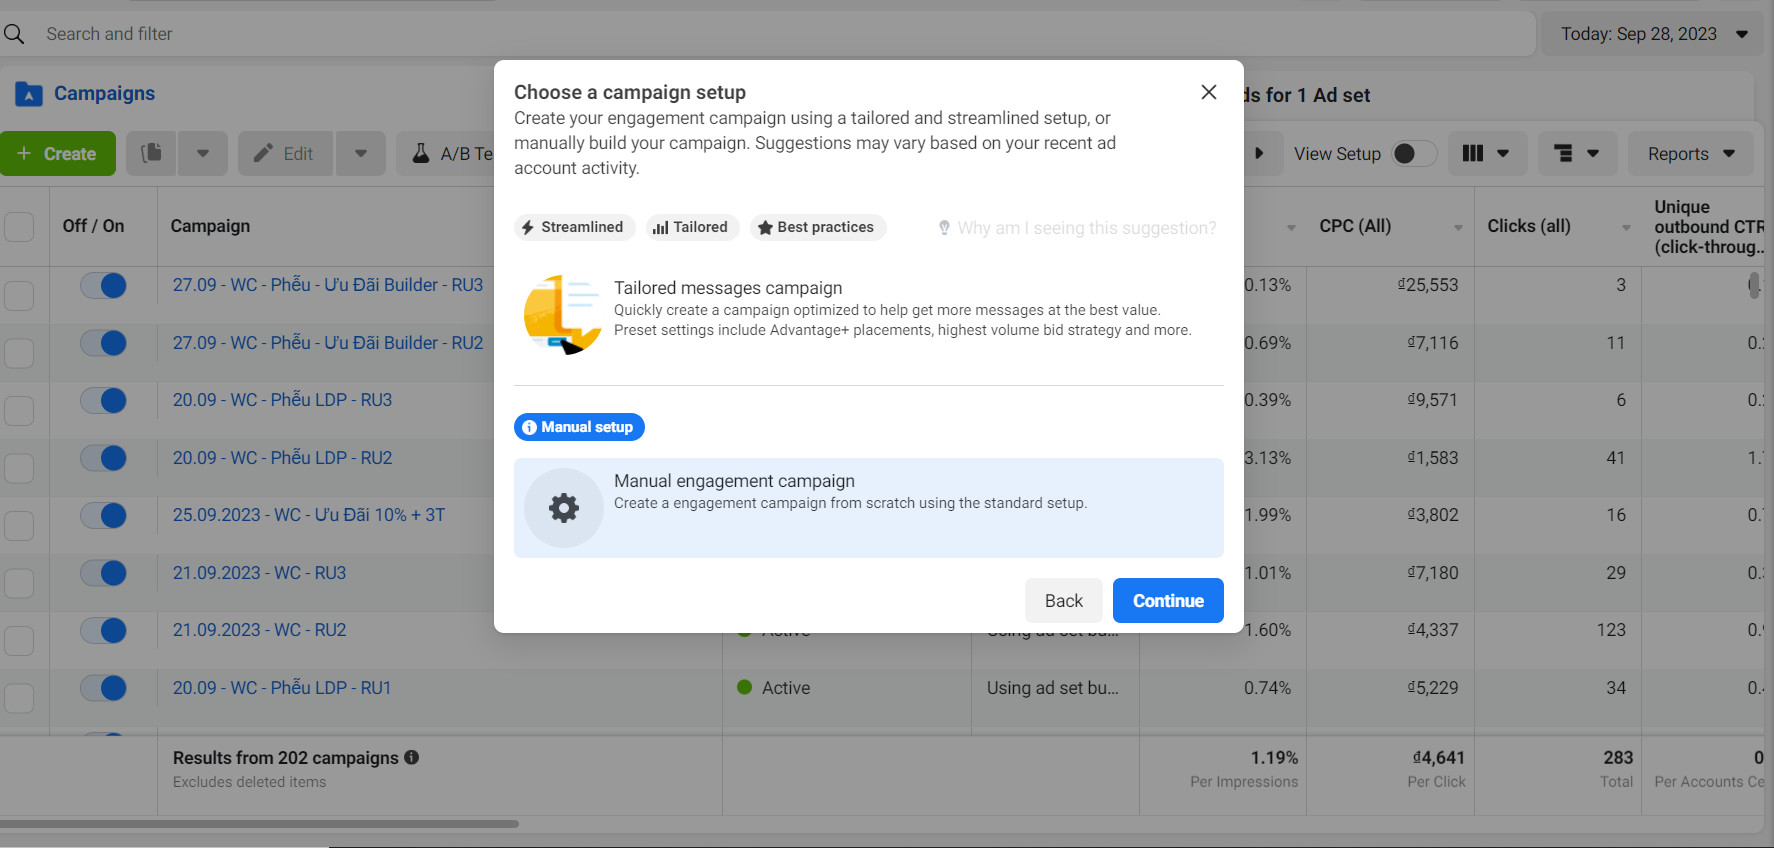 Search and filter
Today: Sep 28, 2023
Campaigns
ds for 1 Ad set
+ Create
Edit
A/B Te
View Setup
Reports
Choose a campaign setup
Create your engagement campaign using a tailored and streamlined setup, or
manually build your campaign. Suggestions may vary based on your recent ad
account activity.
Streamlined
Tailored
Best practices
Why am I seeing this suggestion?
Tailored messages campaign
Quickly create a campaign optimized to help get more messages at the best value.
Preset settings include Advantage+ placements, highest volume bid strategy and more.
Manual setup
Manual engagement campaign
Create a engagement campaign from scratch using the standard setup.
Back
Continue
Off / On
Campaign
CPC (All)
Clicks (all)
Unique
outbound CTR
(click-throug...
27.09 - WC - Phễu - Ưu Đãi Builder - RU3
0.13%
₫25,553
3
27.09 - WC - Phễu - Ưu Đãi Builder - RU2
0.69%
₫7,116
11
0.
20.09 - WC - Phễu LDP - RU3
0.39%
₫9,571
6
0.
20.09 - WC - Phễu LDP - RU2
3.13%
₫1,583
41
1.
25.09.2023 - WC - Ưu Đãi 10% + 3T
1.99%
₫3,802
16
0.
21.09.2023 - WC - RU3
1.01%
₫7,180
29
0.
21.09.2023 - WC - RU2
Active
Using ad set bu...
1.60%
₫4,337
123
0.
20.09 - WC - Phễu LDP - RU1
Active
Using ad set bu...
0.74%
₫5,229
34
0.
Results from 202 campaigns
Excludes deleted items
1.19%
Per Impressions
₫4,641
Per Click
283
Total
0
Per Accounts Ce